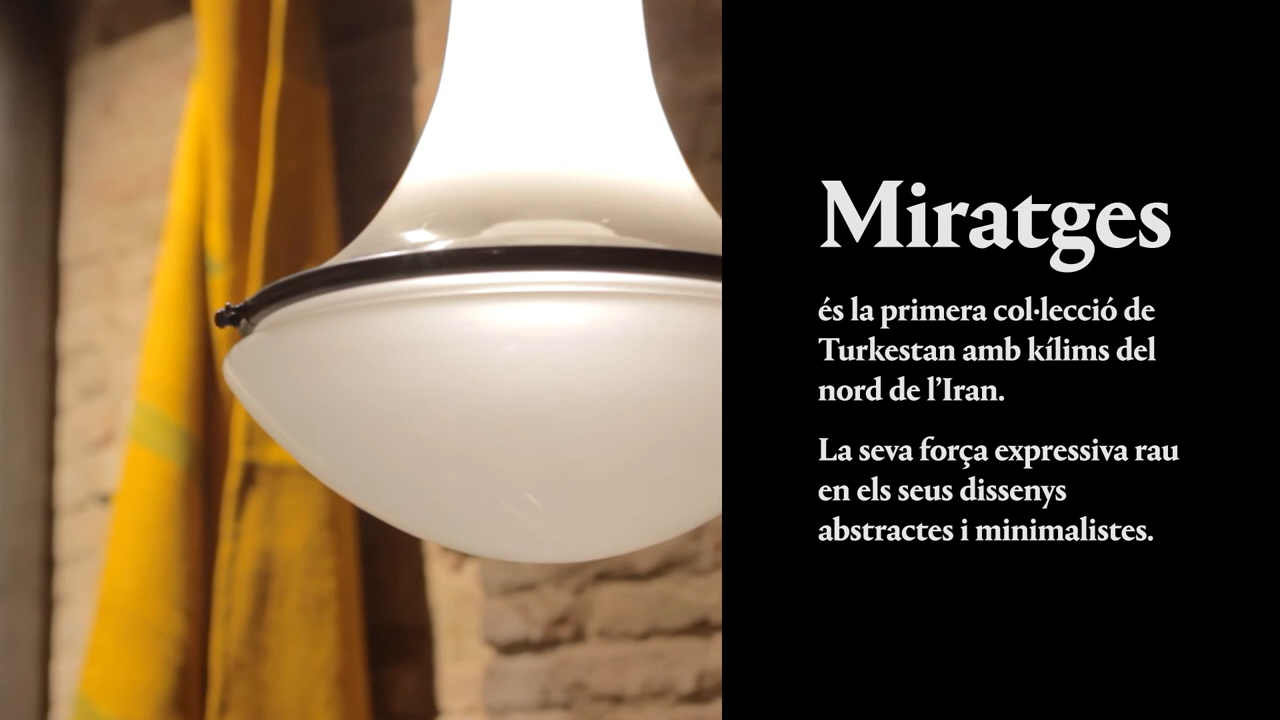 Miratges
és la primera col·lecció de
Turkestan amb kílims del
nord de l’Iran.
La seva força expressiva rau
en els seus dissenys
abstractes i minimalistes.